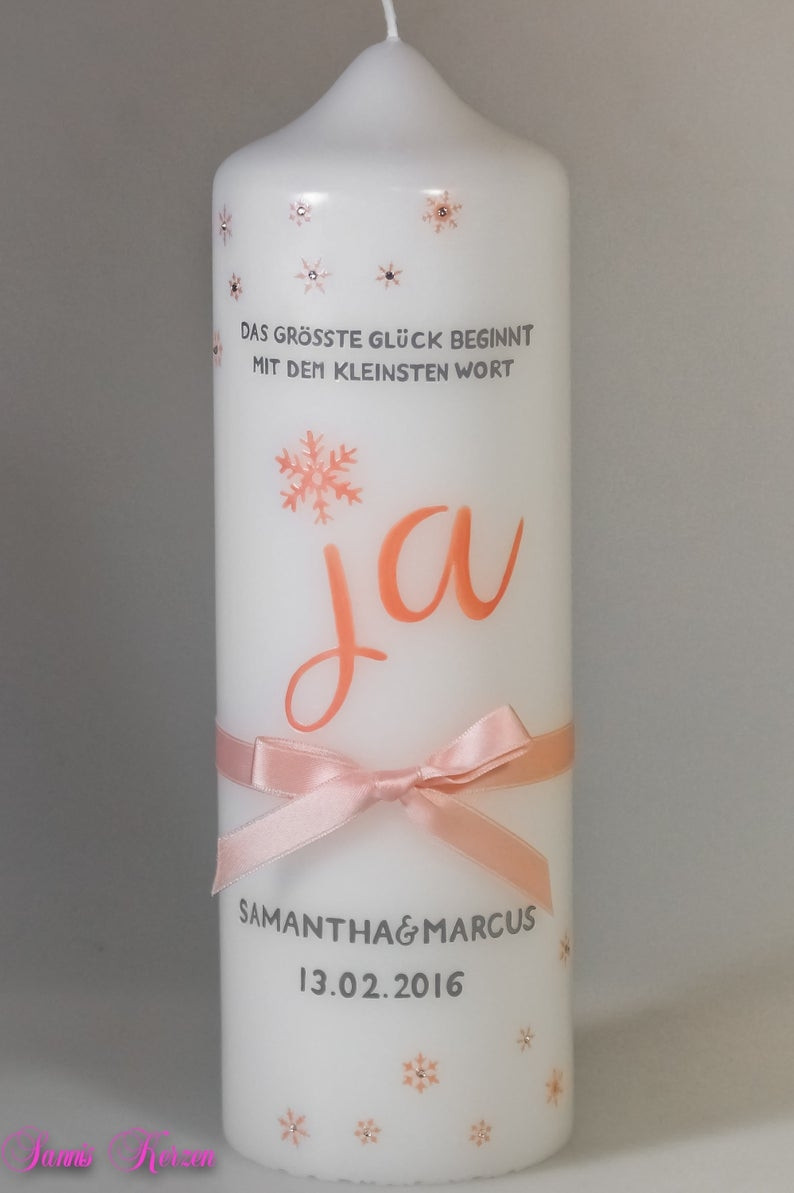 DAS GRÖSSTE GLÜCK BEGINNT
MIT DEM KLEINSTEN WORT
ja
SAMANTHA&MARCUS
13.02.2016
Sannis Kerzen